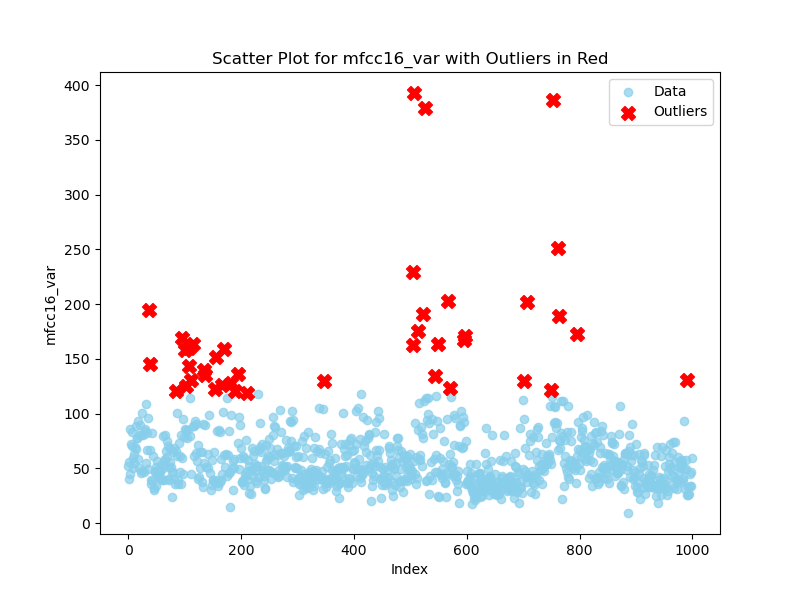 Scatter Plot for mfcc16_var with Outliers in Red
Data
Outliers
400
350
300
250
200
150
100
50
0
mfcc16_var
0 200 400 600 800 1000
Index